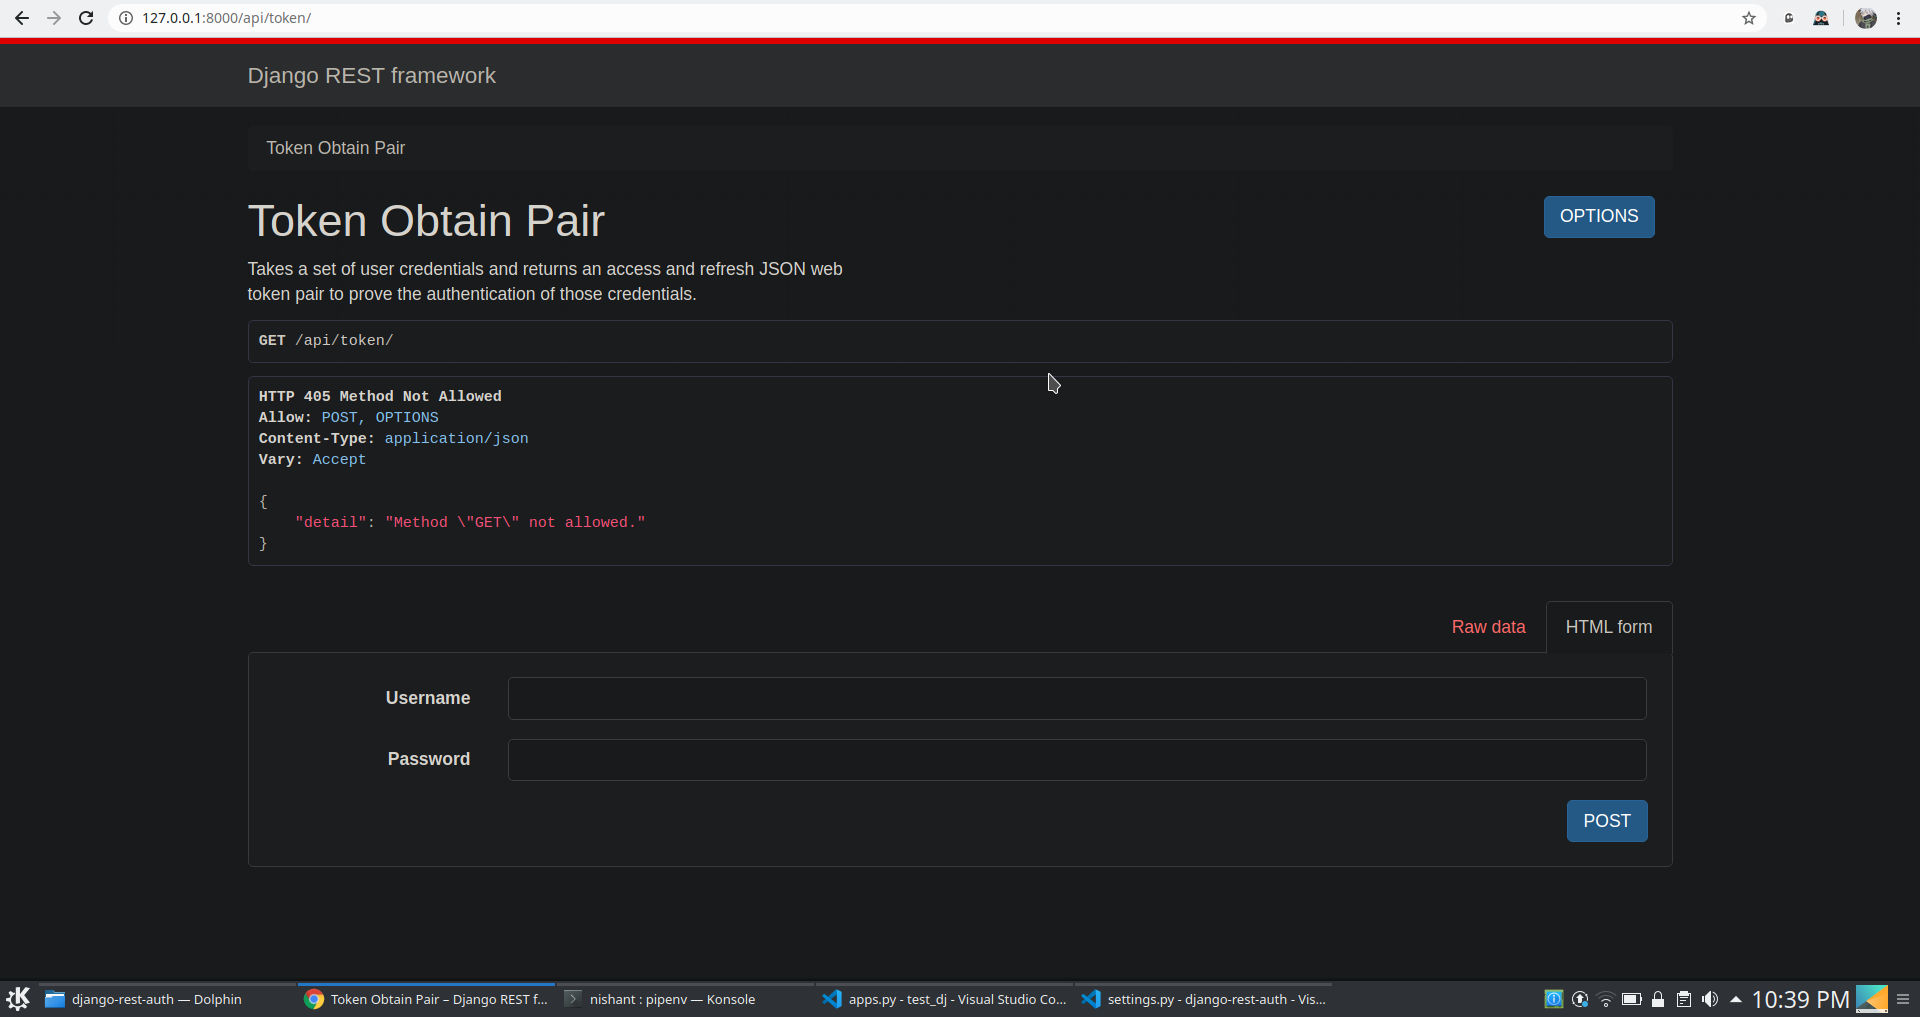 127.0.0.1:8000/api/token/
Django REST framework
Token Obtain Pair
Token Obtain Pair
OPTIONS
Takes a set of user credentials and returns an access and refresh JSON web
token pair to prove the authentication of those credentials.
GET /api/token/
HTTP 405 Method Not Allowed
Allow: POST, OPTIONS
Content-Type: application/json
Vary: Accept
{
    "detail": "Method \"GET\" not allowed."
}
Raw data
HTML form
Username
Password
POST
django-rest-auth — Dolphin
Token Obtain Pair – Django REST f...
nishant : pipenv — Konsole
apps.py - test_dj - Visual Studio Co...
settings.py - django-rest-auth - Vis...
10:39 PM